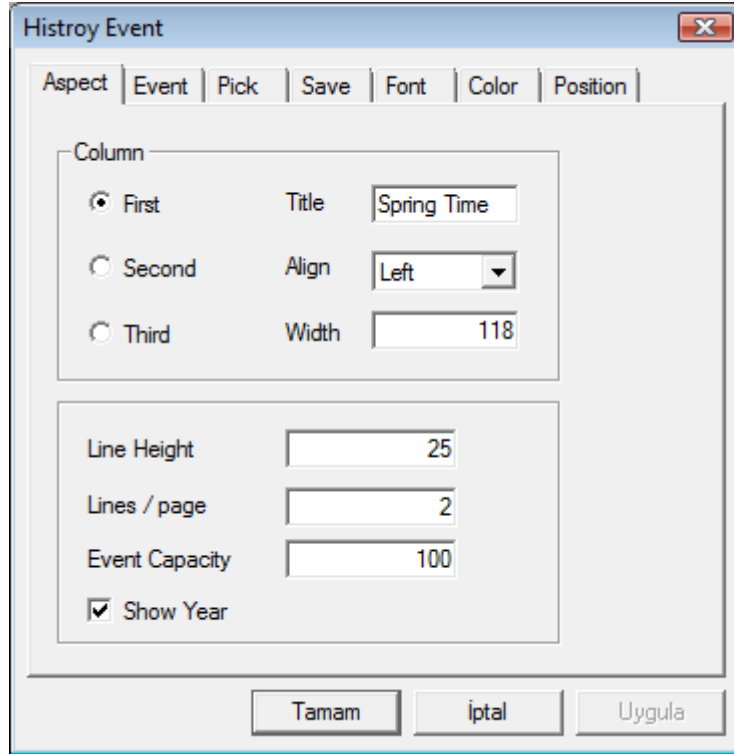 Histroy Event
Aspect Event Pick Save Font Color Position
Column
First Title Spring Time
Second Align Left
Third Width 118
Line Height 25
Lines / page 2
Event Capacity 100
Show Year
Tamam İptal Uygula